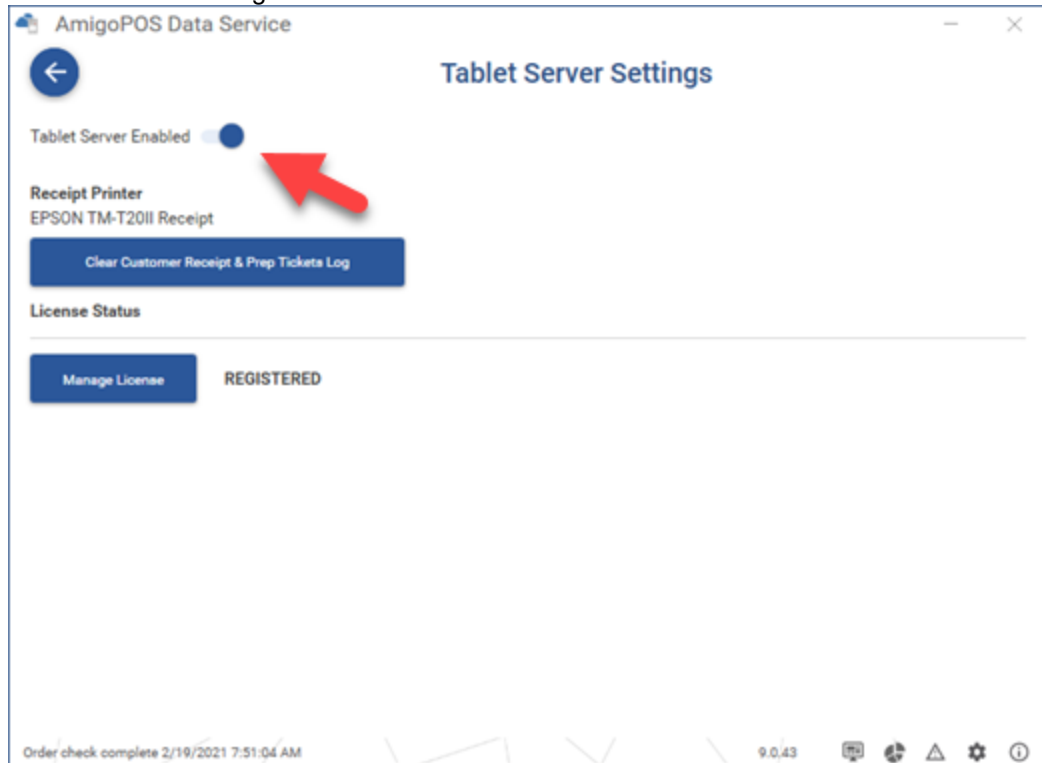 AmigoPOS Data Service
Tablet Server Settings
Tablet Server Enabled
Receipt Printer
EPSON TM-T20II Receipt
Clear Customer Receipt & Prep Tickets Log
License Status
Manage License REGISTERED
Order check complete 2/19/2021 7:51:04 AM 9.0.43